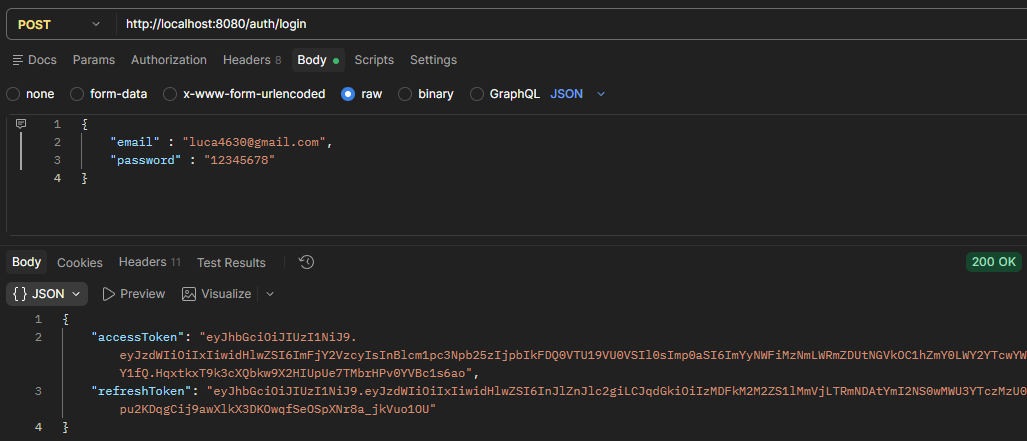 POST http://localhost:8080/auth/login
Docs Params Authorization Headers 8 Body Scripts Settings
none form-data x-www-form-urlencoded raw binary GraphQL JSON
1 {
2 "email" : "luca4630@gmail.com",
3 "password" : "12345678"
4 }
Body Cookies Headers 11 Test Results 200 OK
{} JSON Preview Visualize
1 {
2 "accessToken": "eyJhbGciOiJIUzI1NiJ9.
eyJzdWIiOiIxIiwidHlwZSI6ImFjY2VzcyIsInBlcm1pc3Npb25zIjpbIkFDQ0VTU19VU0VSIl0sImp0aSI6ImYyNWFiMzNmLWRmZDUtNGVkOC1hZmY0LWY2YTcwYW
Y1fQ.HqxtkxT9k3cXQbkw9X2HIUpUe7TMbrHPv0YVBc1s6ao",
3 "refreshToken": "eyJhbGciOiJIUzI1NiJ9.eyJzdWIiOiIxIiwidHlwZSI6InJlZnJlc2giLCJqdGkiOiIzMDFkM2M2ZS1lMmVjLTRmNDAtYmI2NS0wMWU3YTczMzU0
pu2KDqgCij9awXlkX3DKOwqfSeOSpXNr8a_jkVuo1OU"
4 }